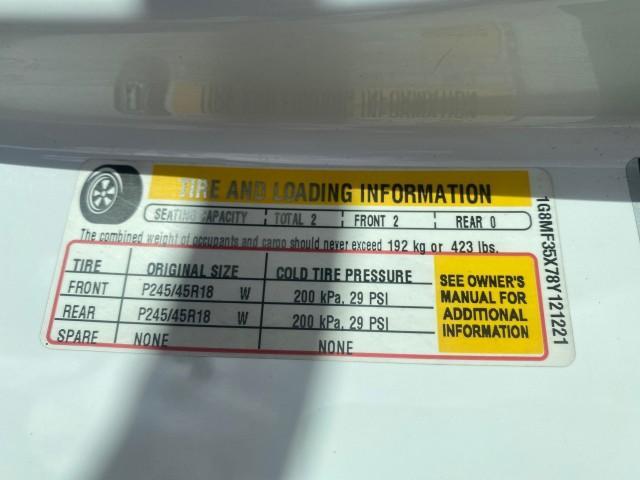 TIRE AND LOADING INFORMATION
SEATING CAPACITY TOTAL 2 FRONT 2 REAR 0
The combined weight of occupants and cargo should never exceed 192 kg or 423 lbs.
TIRE ORIGINAL SIZE COLD TIRE PRESSURE
FRONT P245/45R18 W 200 kPa, 29 PSI
REAR P245/45R18 W 200 kPa, 29 PSI
SPARE NONE NONE
SEE OWNER'S
MANUAL FOR
ADDITIONAL
INFORMATION
1G8MF35X78Y121221